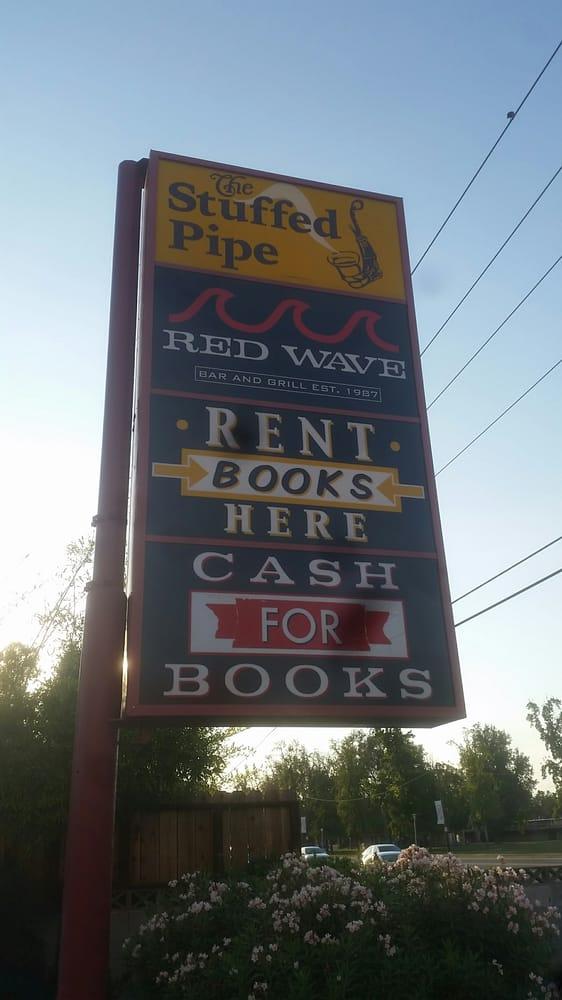 The
Stuffed
Pipe
RED WAVE
BAR AND GRILL EST. 1987
RENT
BOOKS
HERE
CASH
FOR
BOOKS